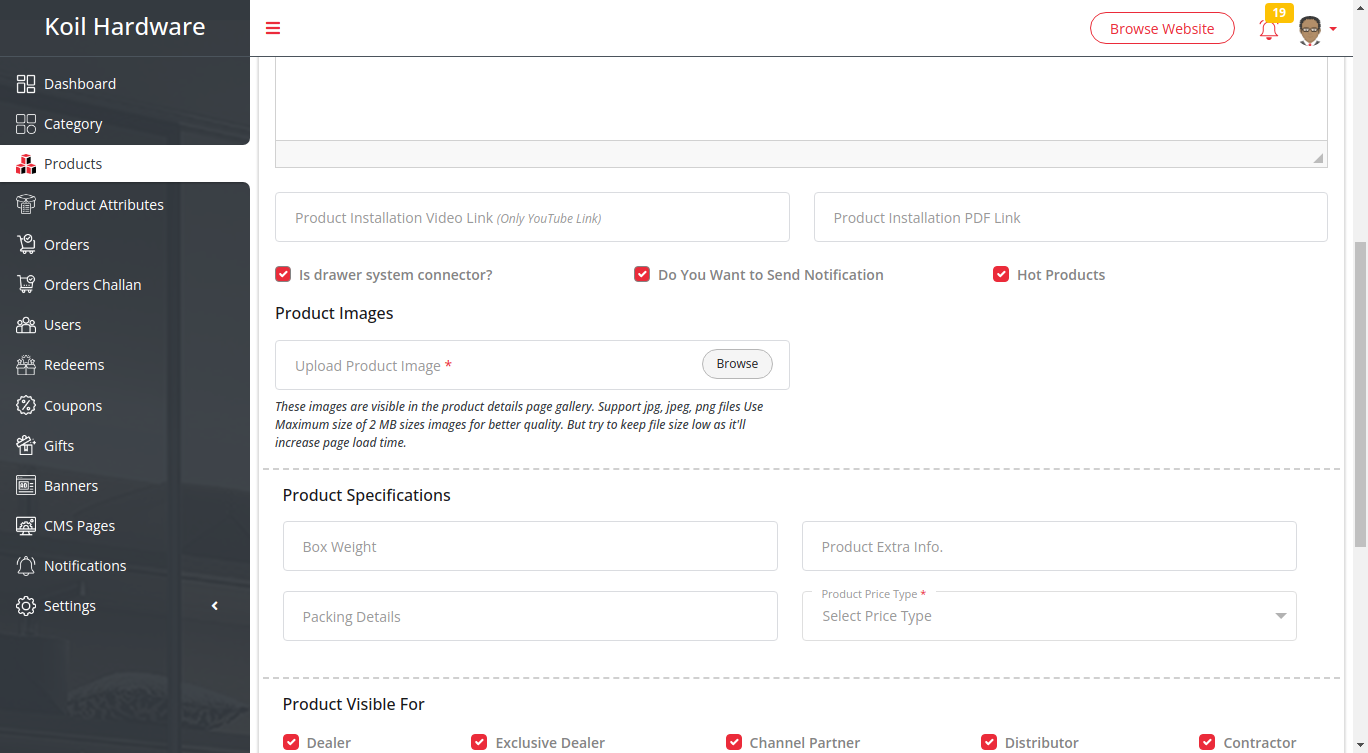 Koil Hardware
Browse Website
19
Dashboard
Category
Products
Product Attributes
Orders
Orders Challan
Users
Redeems
Coupons
Gifts
Banners
CMS Pages
Notifications
Settings
Product Installation Video Link (Only YouTube Link)
Product Installation PDF Link
Is drawer system connector?
Do You Want to Send Notification
Hot Products
Product Images
Upload Product Image *
Browse
These images are visible in the product details page gallery. Support jpg, jpeg, png files Use
Maximum size of 2 MB sizes images for better quality. But try to keep file size low as it'll
increase page load time.
Product Specifications
Box Weight
Product Extra Info.
Packing Details
Product Price Type *
Select Price Type
Product Visible For
Dealer
Exclusive Dealer
Channel Partner
Distributor
Contractor